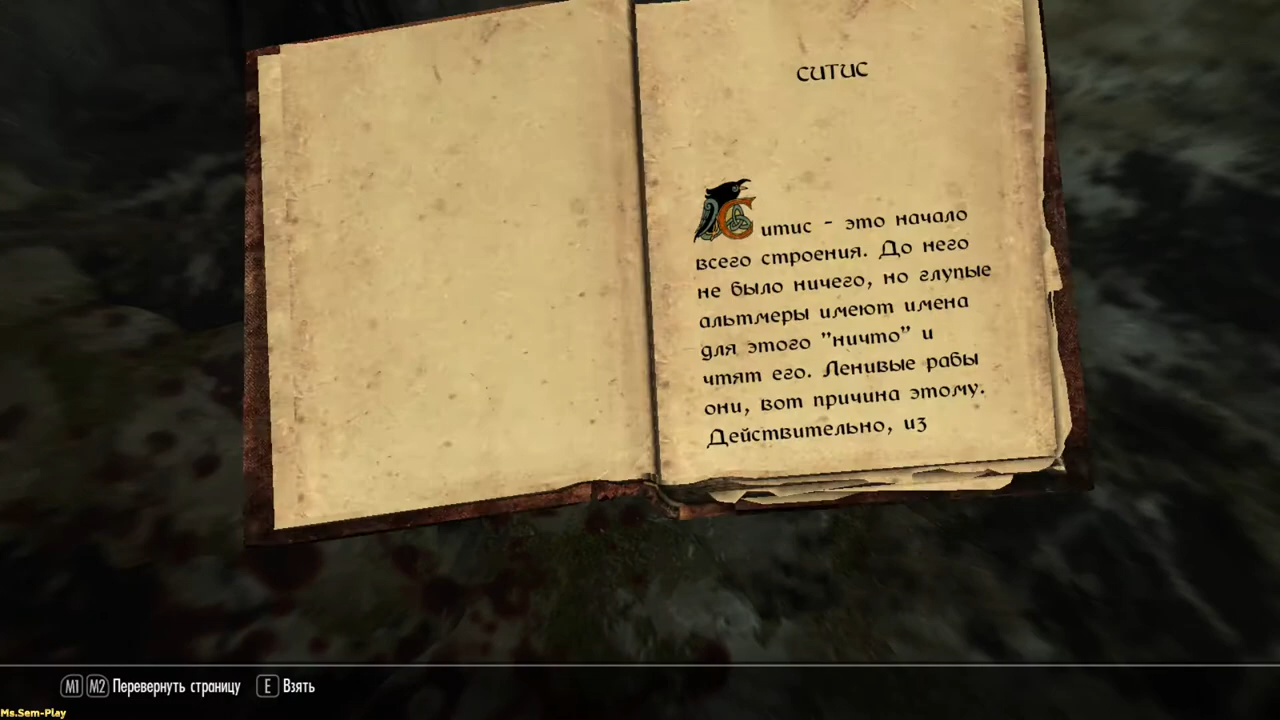 СИТИС
Ситис - это начало
всего строения. До него
не было ничего, но глупые
альтмеры имеют имена
для этого "ничто" и
чтят его. Ленивые рабы
они, вот причина этому.
Действительно, из
M1 M2 Перевернуть страницу E Взять
Ms.Sem-Play